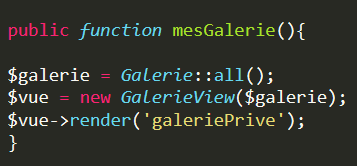 public function mesGalerie(){
$galerie = Galerie::all();
$vue = new GalerieView($galerie);
$vue->render('galeriePrive');
}